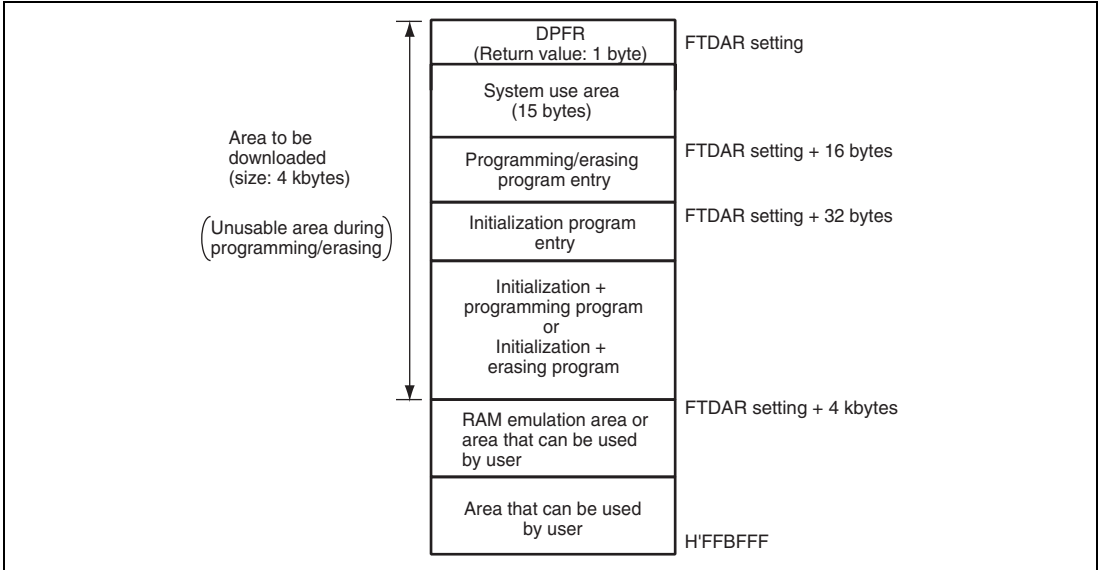 DPFR
(Return value: 1 byte)
FTDAR setting
System use area
(15 bytes)
Area to be
downloaded
(size: 4 kbytes)
(Unusable area during
programming/erasing)
FTDAR setting + 16 bytes
Programming/erasing
program entry
FTDAR setting + 32 bytes
Initialization program
entry
Initialization +
programming program
or
Initialization +
erasing program
FTDAR setting + 4 kbytes
RAM emulation area or
area that can be used
by user
Area that can be used
by user
H'FFBFFF